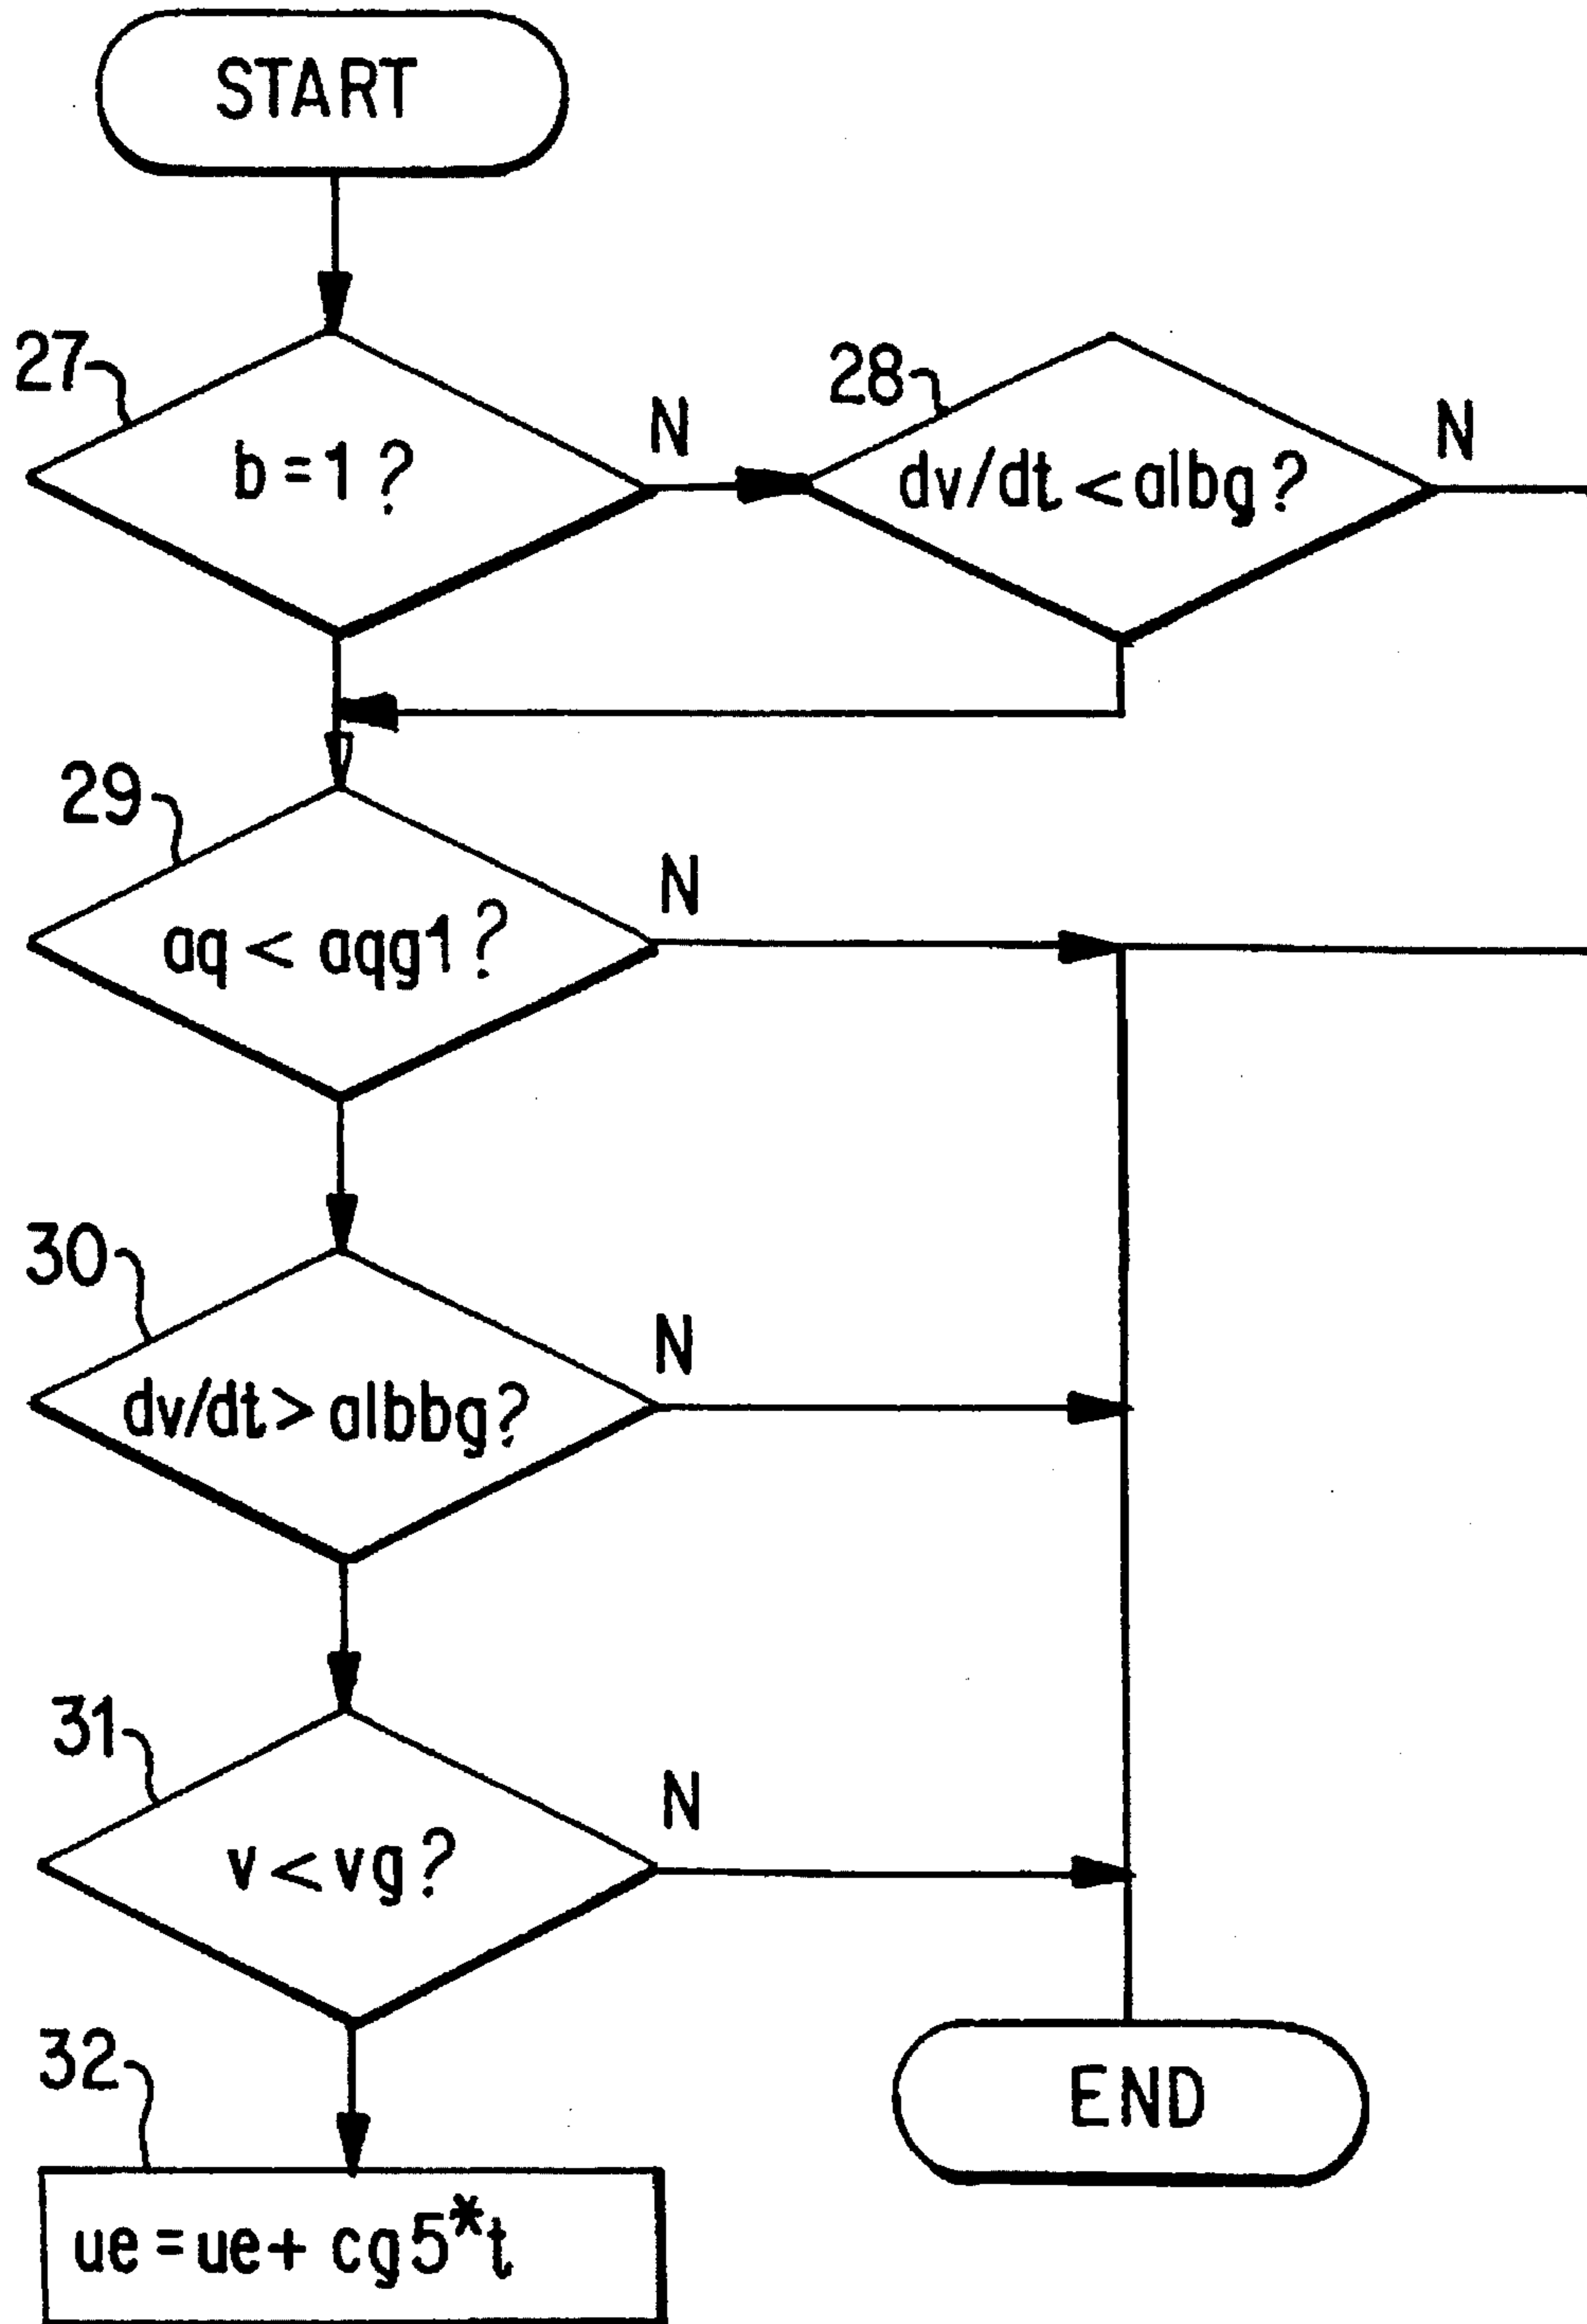 START
27
b=1?
N
28
dv/dt<albg?
N
29
aq<aqg1?
N
30
dv/dt>albbg?
N
31
v<vg?
N
32
ue=ue+cg5*t
END